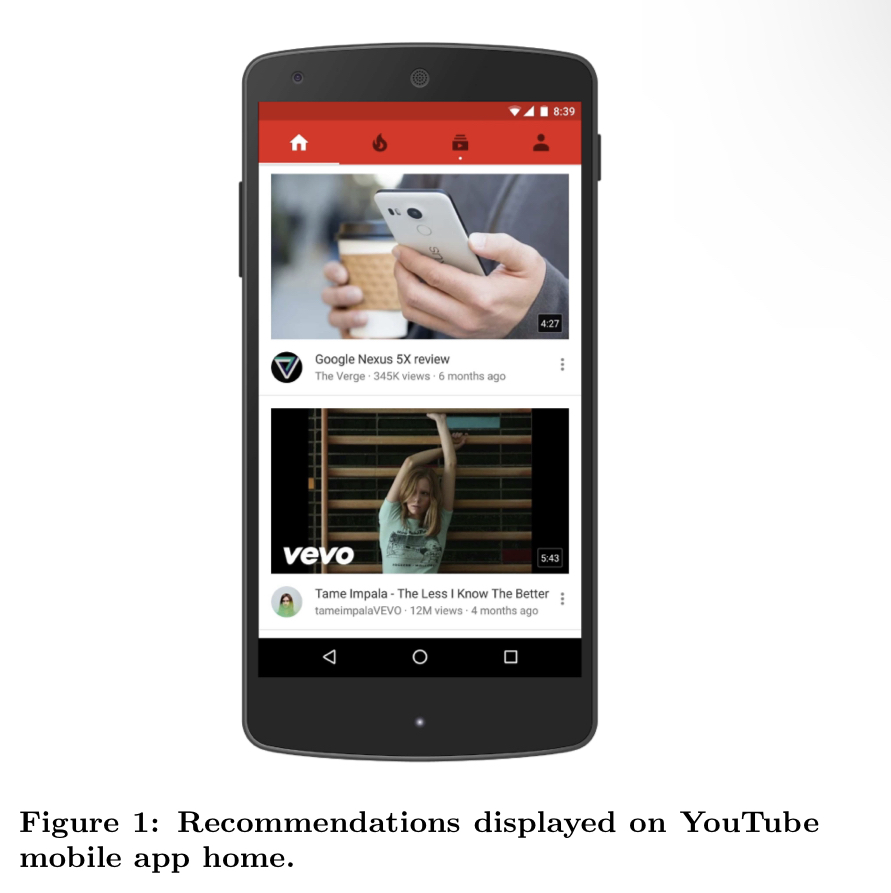 8:39
4:27
Google Nexus 5X review
The Verge · 345K views · 6 months ago
vevo
5:43
Tame Impala - The Less I Know The Better
tameimpalaVEVO · 12M views · 4 months ago
Figure 1: Recommendations displayed on YouTube
mobile app home.